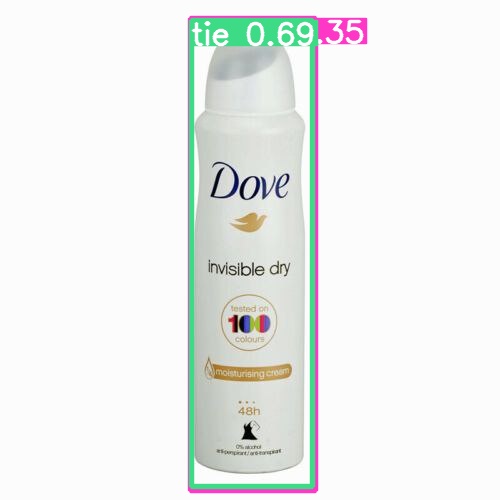 tie 0.69
.35
Dove
invisible dry
tested on
100
colours
moisturising cream
48h
0% alcohol
anti-perspirant / anti-transpirant